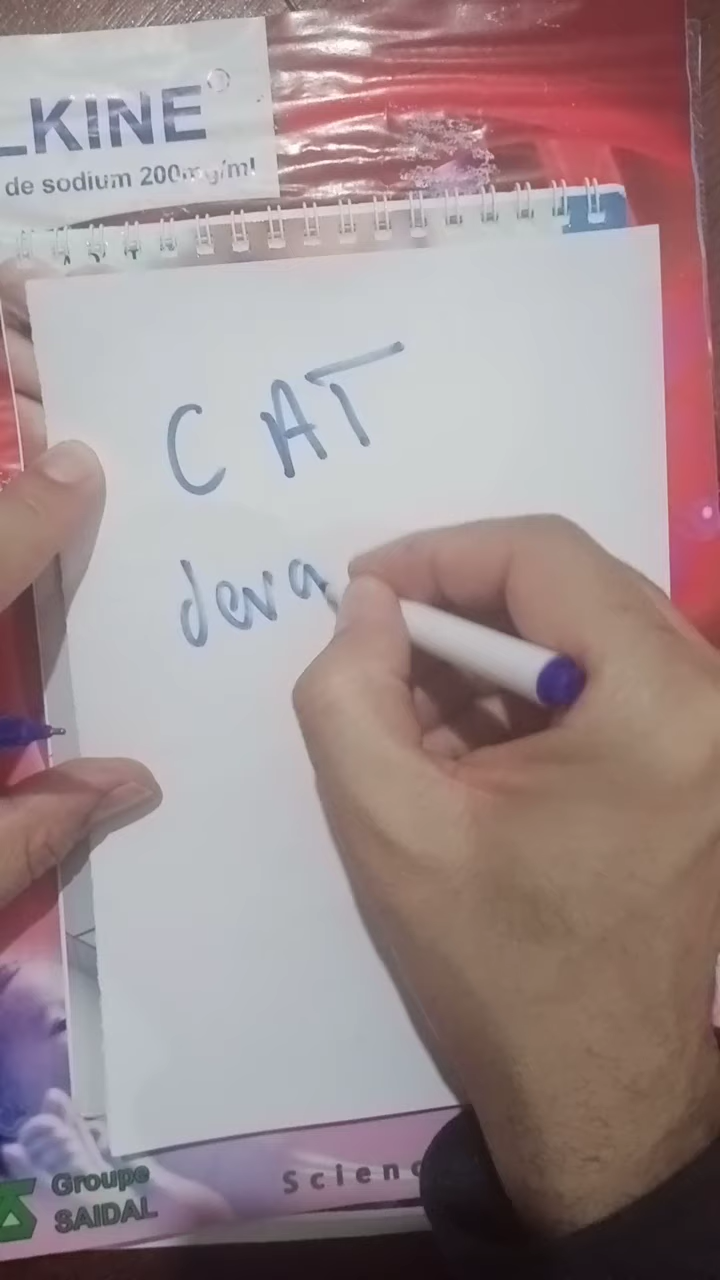 LKINE
de sodium 200mg/ml
CAT
deva
Groupe
SAIDAL
Scienc